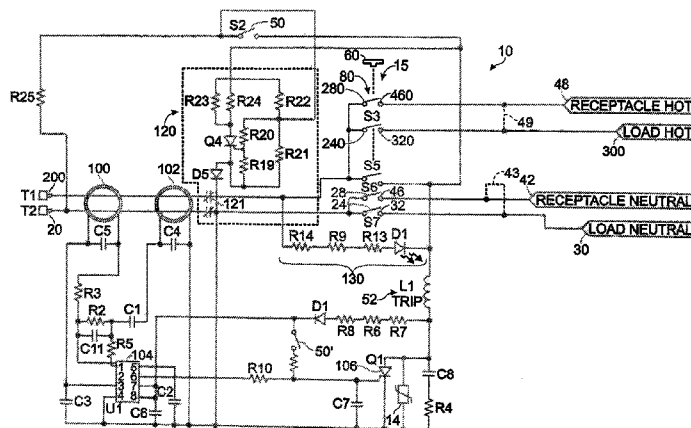 S2 50
10
60
15
80
48
R25
R23 R24 R22
120
280 460
RECEPTACLE HOT
S3
49
Q4 R20
R21
R19
240 320
LOAD HOT
300
100 102
D5
S5
T1 200
S6
43
42
28 46
RECEPTACLE NEUTRAL
T2
20
121
24 32
S7
C5 C4
R14 R9 R13 D1
30
LOAD NEUTRAL
130
R3
L1
52 TRIP
R2 C1
D1
R8 R6 R7
C11 R5
104
50'
Q1
106
C8
1 5
2 6
3 7
4 8
R10
C3 U1 C6 C2
C7
14
R4